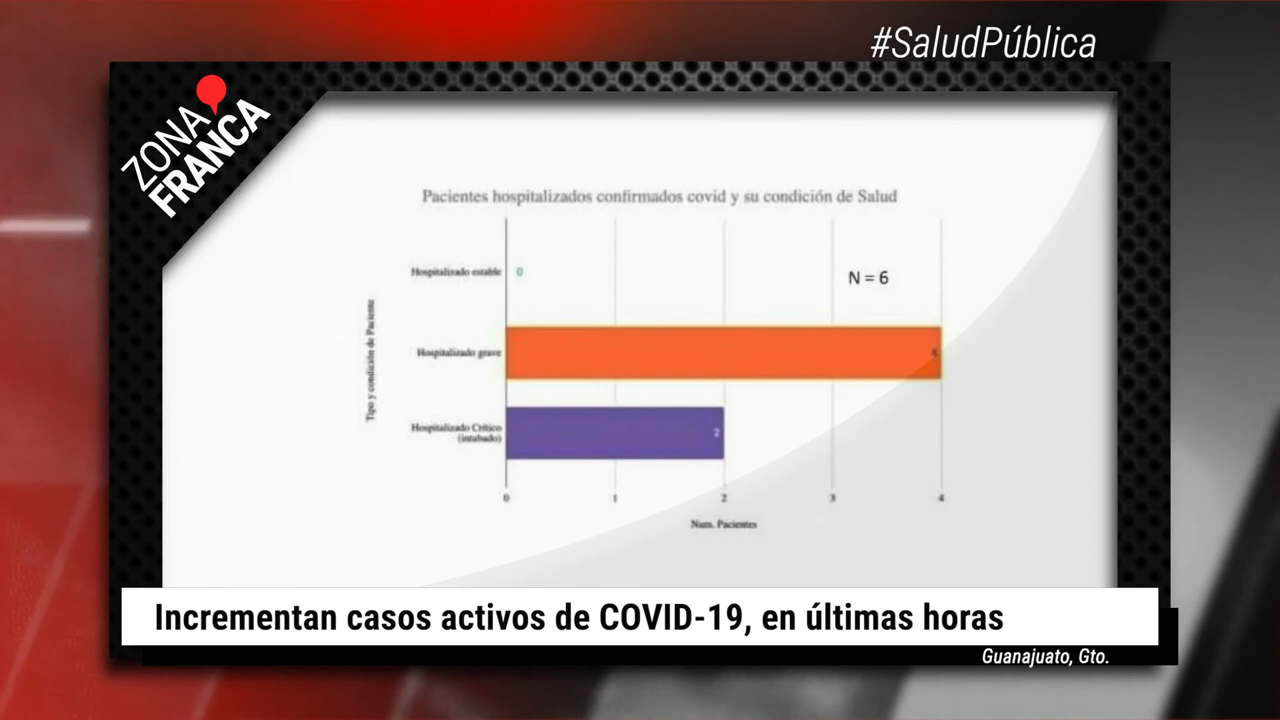 #SaludPública
ZONA
FRANCA
Pacientes hospitalizados confirmados covid y su condición de Salud
Hospitalizado estable
0
N = 6
Tipo y condición de Paciente
Hospitalizado grave
4
Hospitalizado Crítico
(intubado)
2
0 1 2 3 4
Num. Pacientes
Incrementan casos activos de COVID-19, en últimas horas
Guanajuato, Gto.